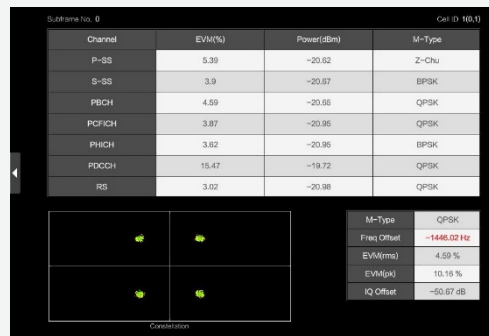 Subframe No. 0 Cell ID 1(0,1)
Channel EVM(%) Power(dBm) M-Type
P-SS 5.39 -20.62 Z-Chu
S-SS 3.9 -20.67 BPSK
PBCH 4.59 -20.65 QPSK
PCFICH 3.87 -20.95 QPSK
PHICH 3.62 -20.95 BPSK
PDCCH 15.47 -19.72 QPSK
RS 3.02 -20.98 QPSK
M-Type QPSK
Freq Offset -1446.02 Hz
EVM(rms) 4.59 %
EVM(pk) 10.16 %
IQ Offset -50.67 dB
Constellation